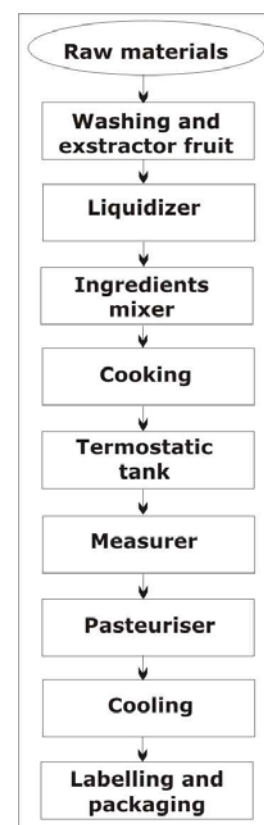 Raw materials
Washing and
exstractor fruit
Liquidizer
Ingredients
mixer
Cooking
Termostatic
tank
Measurer
Pasteuriser
Cooling
Labelling and
packaging